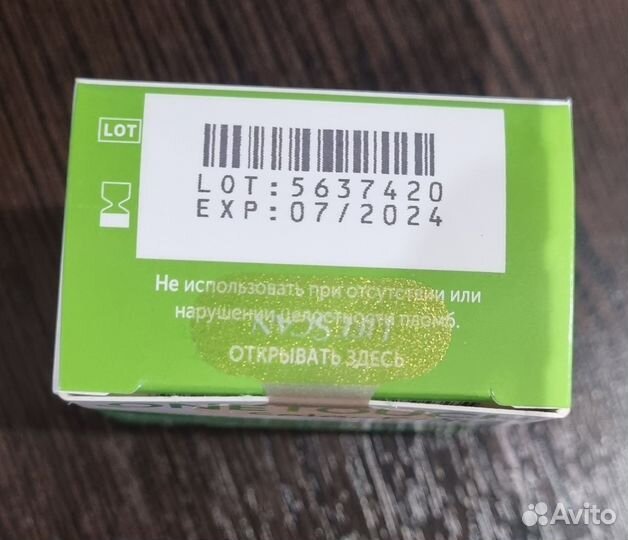 LOT
LOT:5637420
EXP:07/2024
Не использовать при отсутствии или
нарушении целостности пломб.
ОТКРЫВАТЬ ЗДЕСЬ
Avito